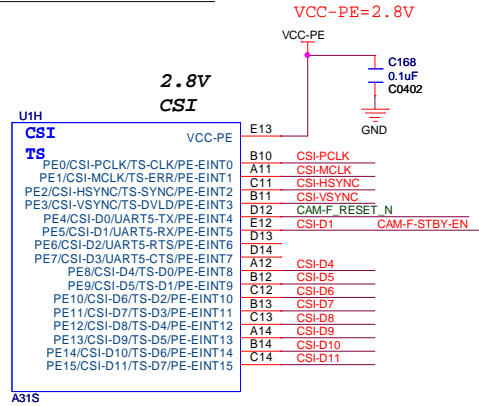 VCC-PE=2.8V
VCC-PE
C168
0.1uF
C0402
GND
2.8V
CSI
U1H
CSI
TS
VCC-PE E13
PE0/CSI-PCLK/TS-CLK/PE-EINT0 B10 CSI-PCLK
PE1/CSI-MCLK/TS-ERR/PE-EINT1 A11 CSI-MCLK
PE2/CSI-HSYNC/TS-SYNC/PE-EINT2 C11 CSI-HSYNC
PE3/CSI-VSYNC/TS-DVLD/PE-EINT3 B11 CSI-VSYNC
PE4/CSI-D0/UART5-TX/PE-EINT4 D12 CAM-F_RESET_N
PE5/CSI-D1/UART5-RX/PE-EINT5 E12 CSI-D1 CAM-F-STBY-EN
PE6/CSI-D2/UART5-RTS/PE-EINT6 D13
PE7/CSI-D3/UART5-CTS/PE-EINT7 D14
PE8/CSI-D4/TS-D0/PE-EINT8 A12 CSI-D4
PE9/CSI-D5/TS-D1/PE-EINT9 B12 CSI-D5
PE10/CSI-D6/TS-D2/PE-EINT10 C12 CSI-D6
PE11/CSI-D7/TS-D3/PE-EINT11 B13 CSI-D7
PE12/CSI-D8/TS-D4/PE-EINT12 C13 CSI-D8
PE13/CSI-D9/TS-D5/PE-EINT13 A14 CSI-D9
PE14/CSI-D10/TS-D6/PE-EINT14 B14 CSI-D10
PE15/CSI-D11/TS-D7/PE-EINT15 C14 CSI-D11
A31S